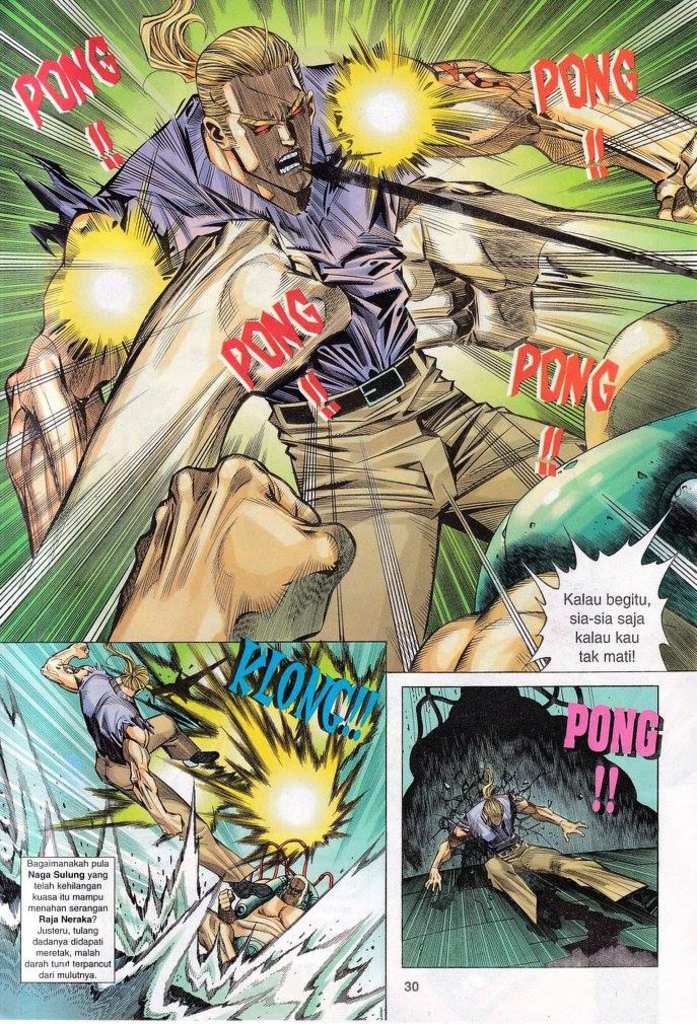 PONG
!!
PONG
!!
PONG
!!
PONG
!!
Kalau begitu,
sia-sia saja
kalau kau
tak mati!
KLONG!!
PONG
!!
Bagaimanakah pula
Naga Sulung yang
telah kehilangan
kuasa itu mampu
menahan serangan
Raja Neraka?
Justeru, tulang
dadanya didapati
meretak, malah
darah turut terpancut
dari mulutnya.
30